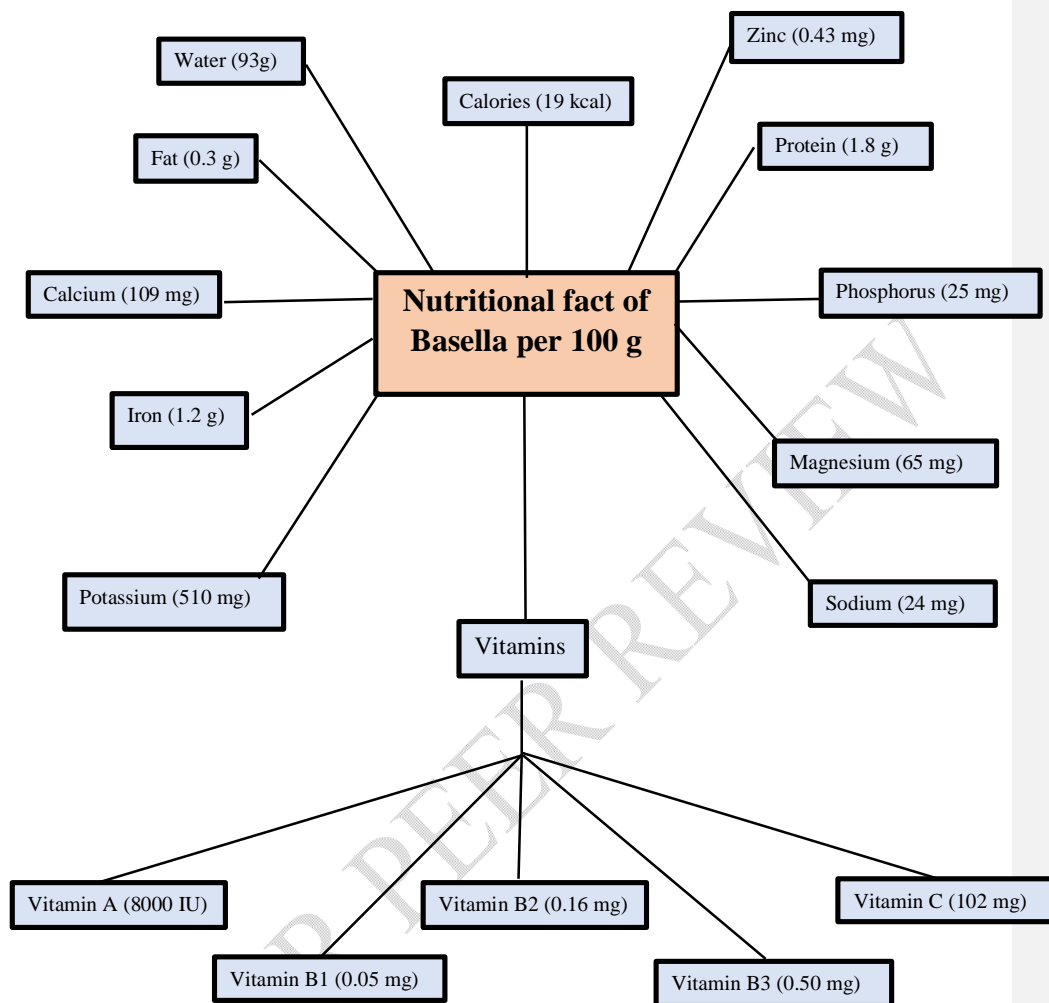 Zinc (0.43 mg)
Water (93g)
Calories (19 kcal)
Protein (1.8 g)
Fat (0.3 g)
Nutritional fact of
Basella per 100 g
Calcium (109 mg)
Phosphorus (25 mg)
Iron (1.2 g)
Magnesium (65 mg)
Potassium (510 mg)
Sodium (24 mg)
Vitamins
Vitamin A (8000 IU)
Vitamin B2 (0.16 mg)
Vitamin C (102 mg)
Vitamin B1 (0.05 mg)
Vitamin B3 (0.50 mg)
PEER REVIEW